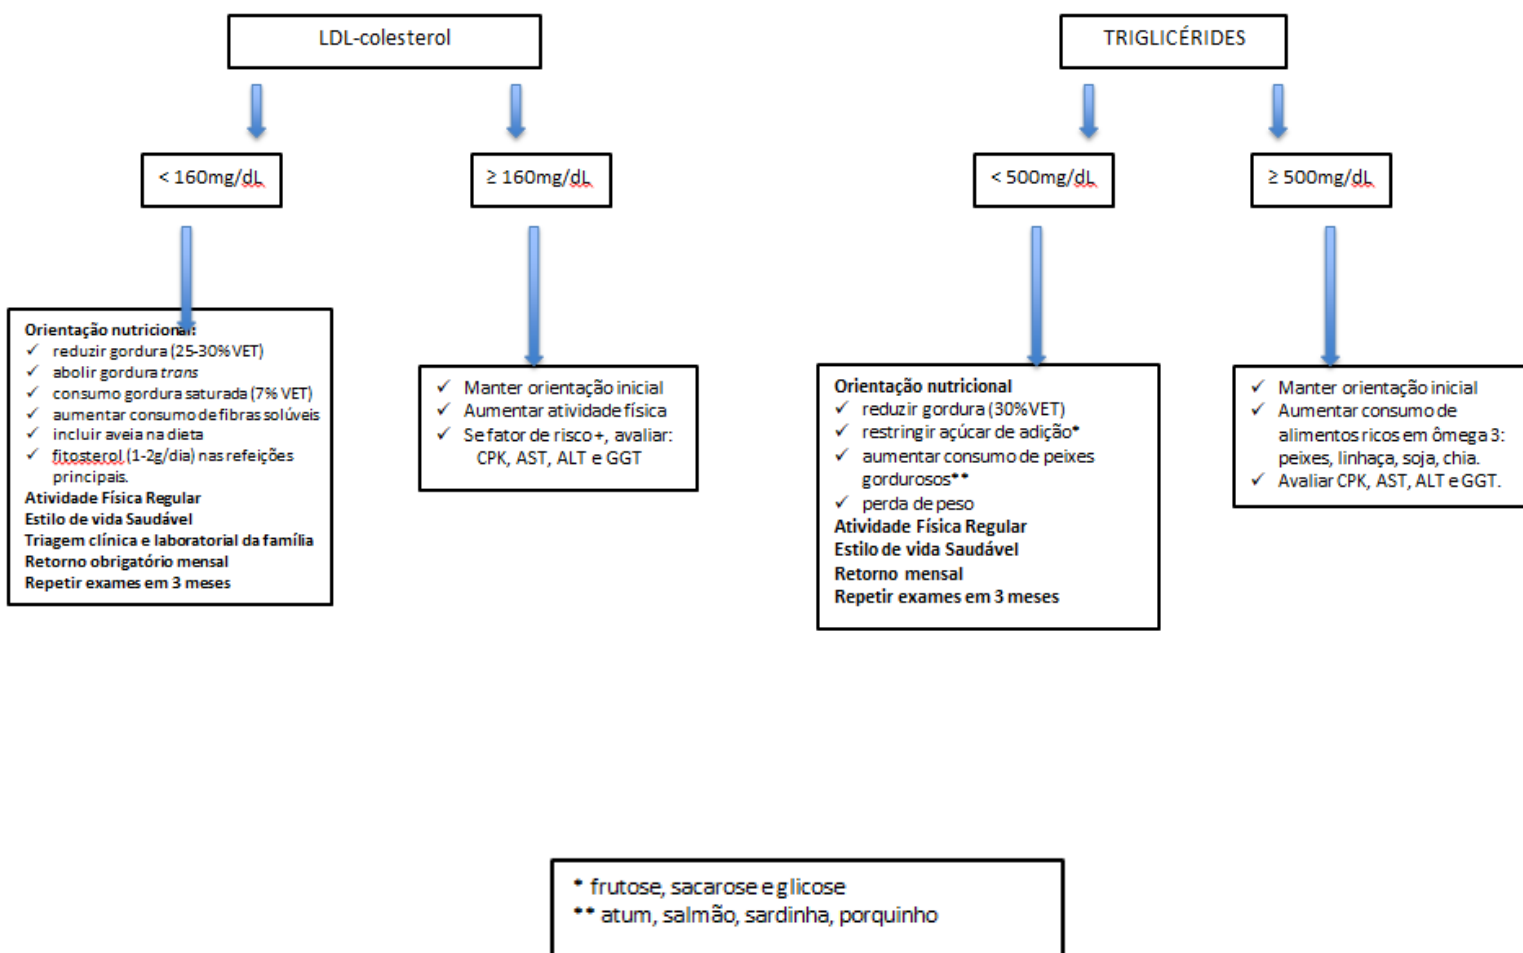 LDL-colesterol
TRIGLICÉRIDES
< 160mg/dL
≥ 160mg/dL
< 500mg/dL
≥ 500mg/dL
Orientação nutricional:
✓ reduzir gordura (25-30% VET)
✓ abolir gordura trans
✓ consumo gordura saturada (7% VET)
✓ aumentar consumo de fibras solúveis
✓ incluir aveia na dieta
✓ fitosterol (1-2g/dia) nas refeições
principais.
Atividade Física Regular
Estilo de vida Saudável
Triagem clínica e laboratorial da família
Retorno obrigatório mensal
Repetir exames em 3 meses
✓ Manter orientação inicial
✓ Aumentar atividade física
✓ Se fator de risco +, avaliar:
CPK, AST, ALT e GGT
Orientação nutricional
✓ reduzir gordura (30% VET)
✓ restringir açúcar de adição*
✓ aumentar consumo de peixes
gordurosos**
✓ perda de peso
Atividade Física Regular
Estilo de vida Saudável
Retorno mensal
Repetir exames em 3 meses
✓ Manter orientação inicial
✓ Aumentar consumo de
alimentos ricos em ômega 3:
peixes, linhaça, soja, chia.
✓ Avaliar CPK, AST, ALT e GGT.
* frutose, sacarose e glicose
** atum, salmão, sardinha, porquinho